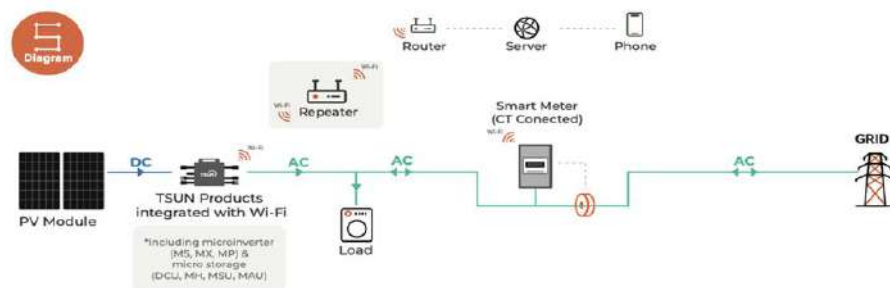 Diagram
Router
Server
Phone
Wi-Fi
Wi-Fi
Repeater
Smart Meter
(CT Conected)
Wi-Fi
GRID
DC
Wi-Fi
AC
AC
AC
TSUN
PV Module
TSUN Products
integrated with Wi-Fi
Load
*Including microinverter
(MS, MX, MP) &
micro storage
(DCU, MH, MSU, MAU)